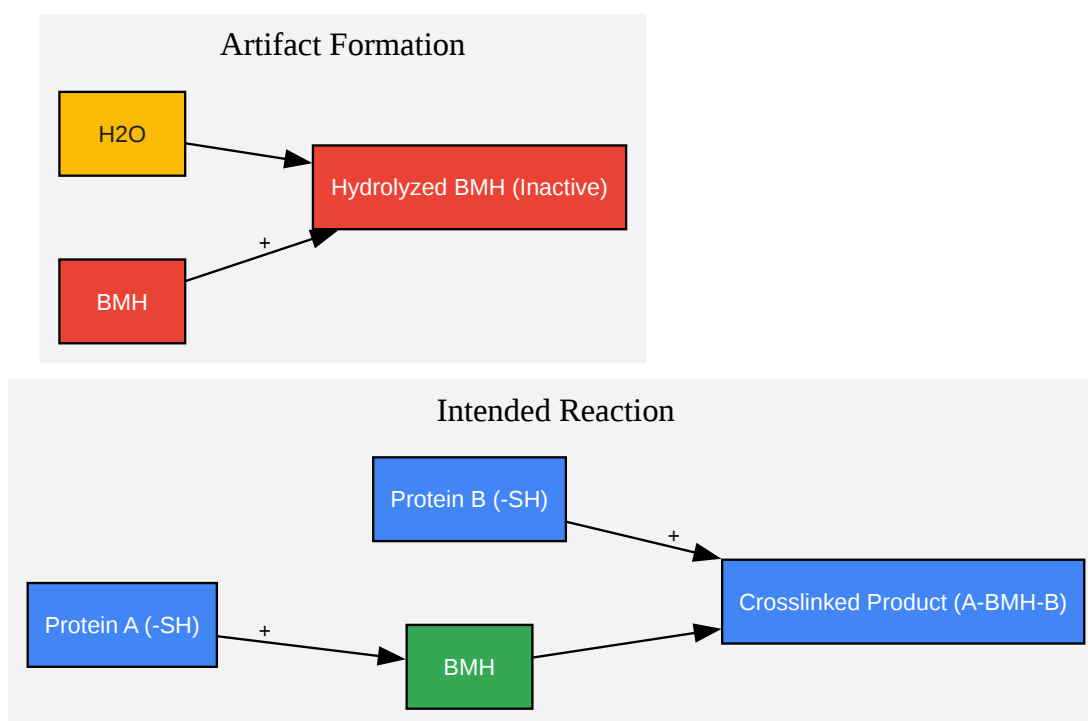 Artifact Formation
H2O
Hydrolyzed BMH (Inactive)
+
BMH
Intended Reaction
Protein B (-SH)
+
Crosslinked Product (A-BMH-B)
Protein A (-SH)
+
BMH